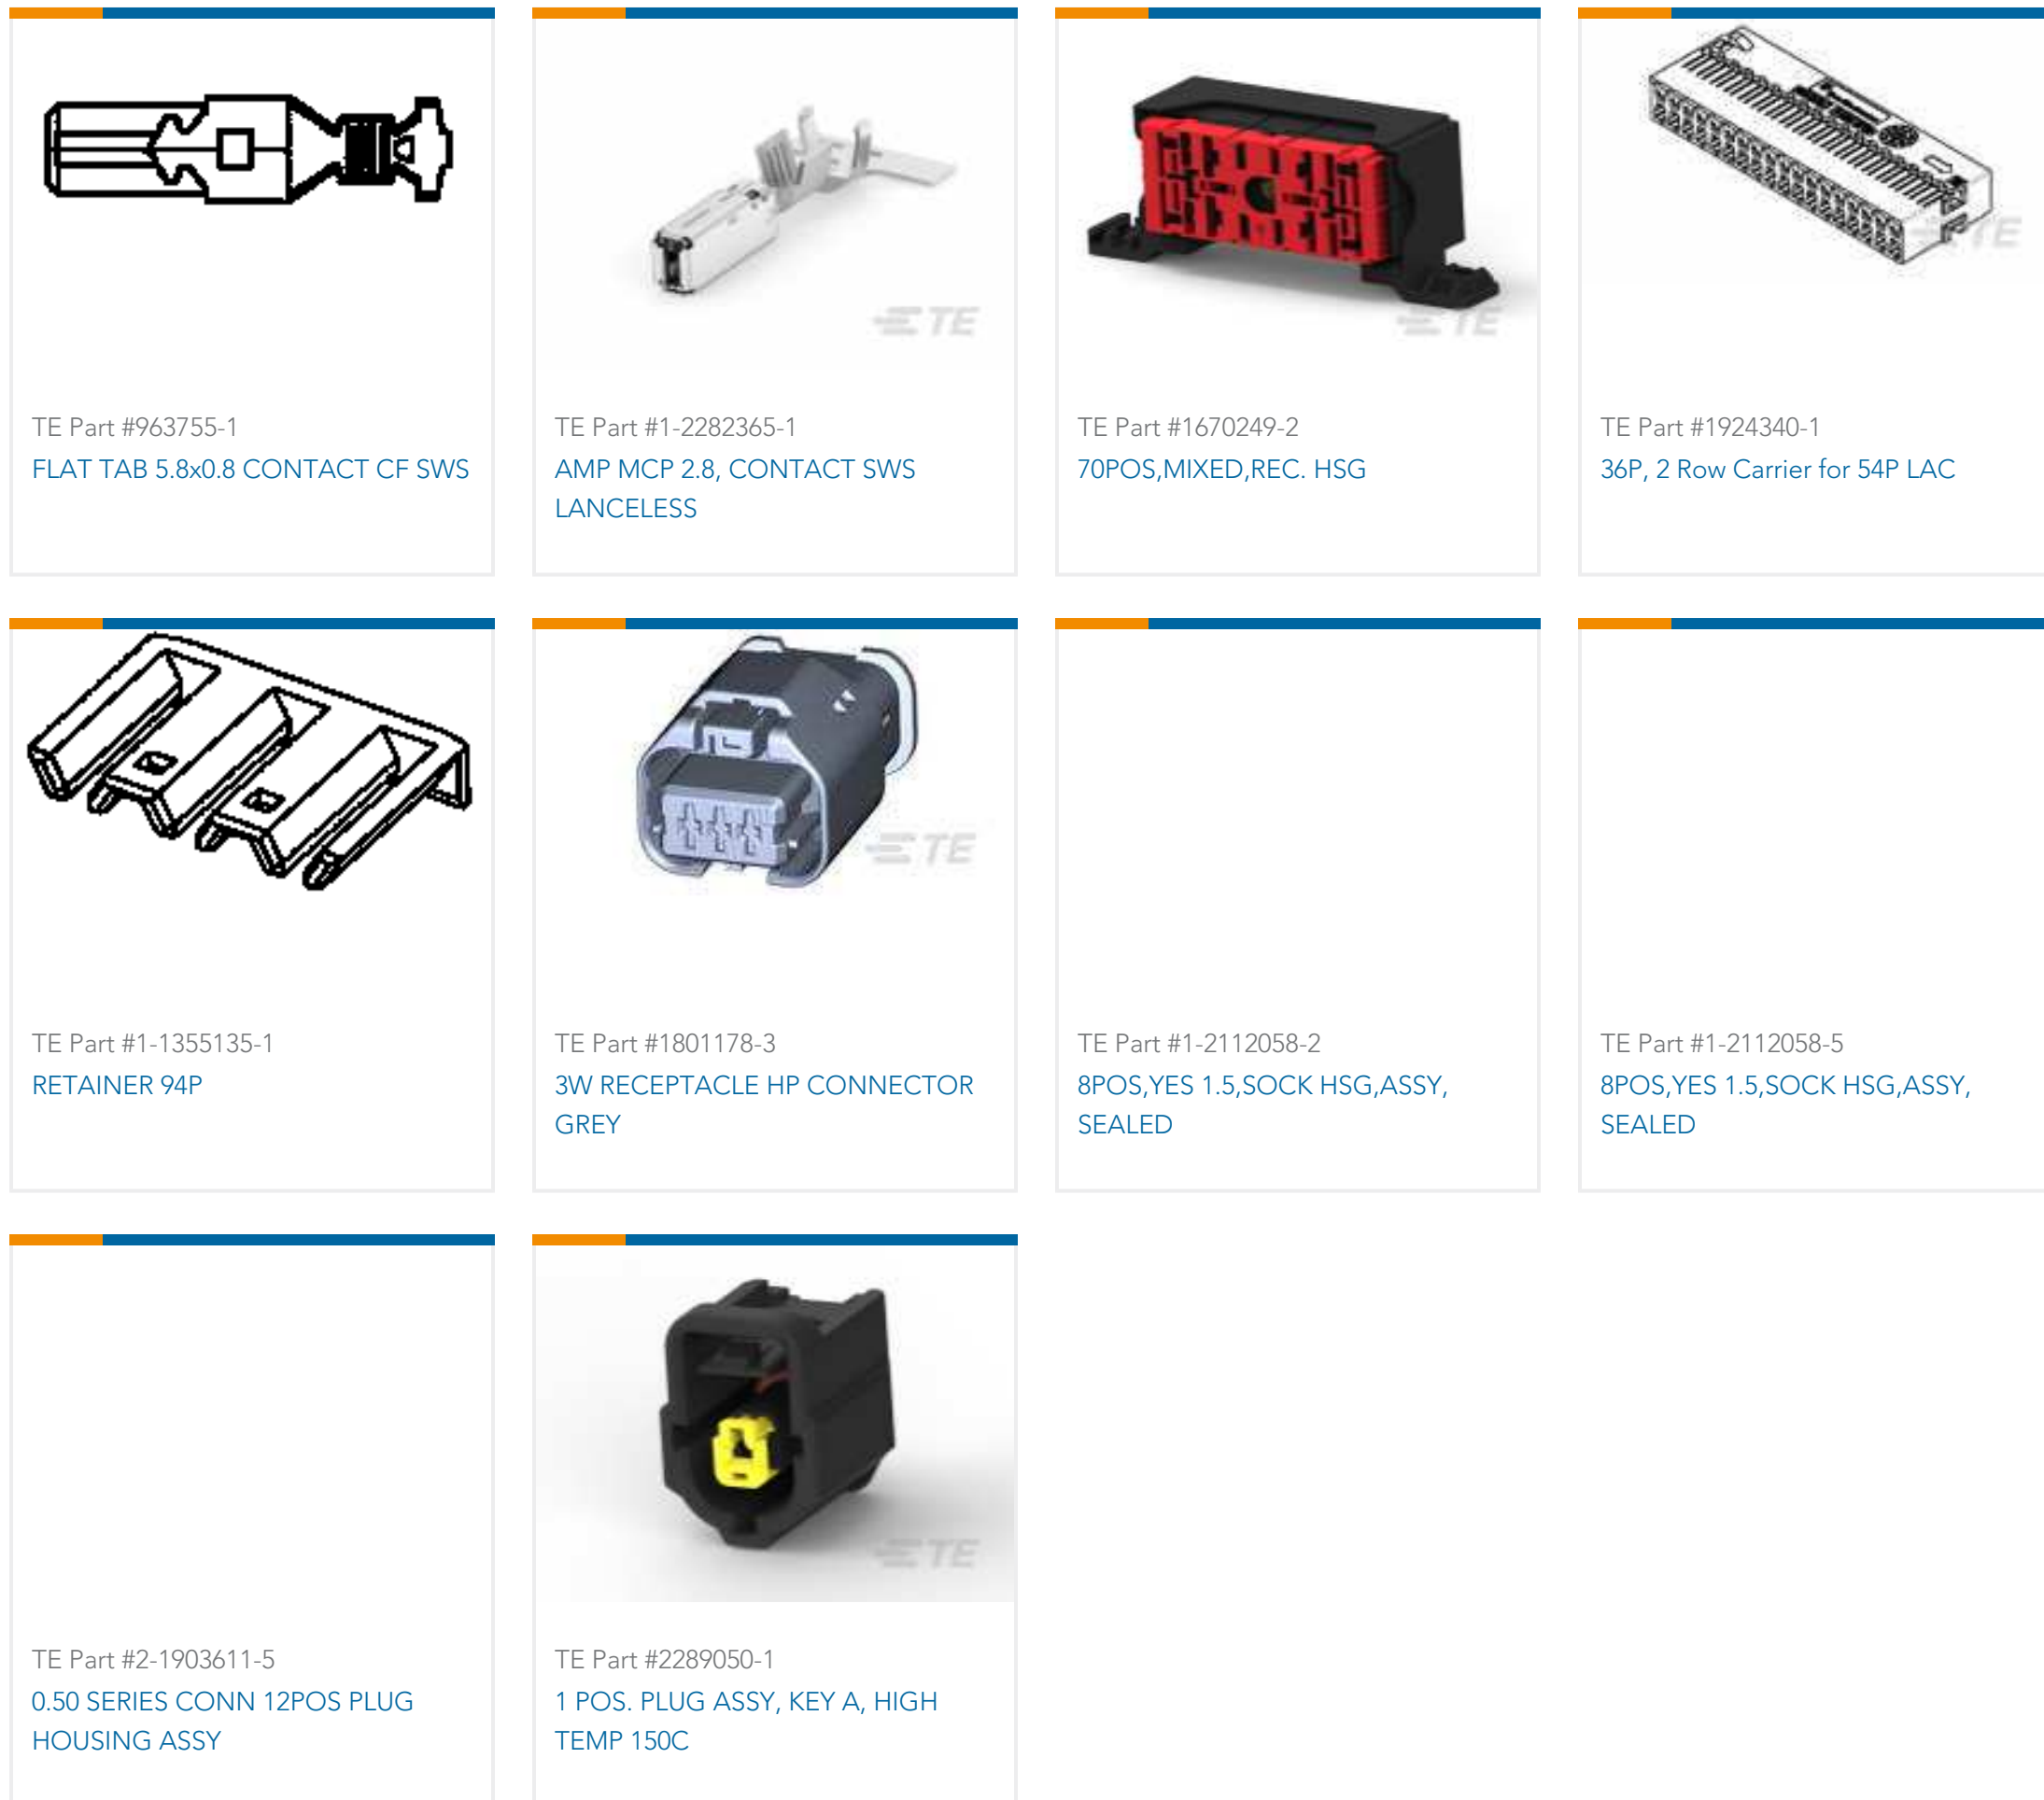 TE
TE
TE
TE Part #963755-1
FLAT TAB 5.8x0.8 CONTACT CF SWS
TE Part #1-2282365-1
AMP MCP 2.8, CONTACT SWS
LANCELESS
TE Part #1670249-2
70POS,MIXED,REC. HSG
TE Part #1924340-1
36P, 2 Row Carrier for 54P LAC
TE
TE Part #1-1355135-1
RETAINER 94P
TE Part #1801178-3
3W RECEPTACLE HP CONNECTOR
GREY
TE Part #1-2112058-2
8POS,YES 1.5,SOCK HSG,ASSY,
SEALED
TE Part #1-2112058-5
8POS,YES 1.5,SOCK HSG,ASSY,
SEALED
TE
TE Part #2-1903611-5
0.50 SERIES CONN 12POS PLUG
HOUSING ASSY
TE Part #2289050-1
1 POS. PLUG ASSY, KEY A, HIGH
TEMP 150C